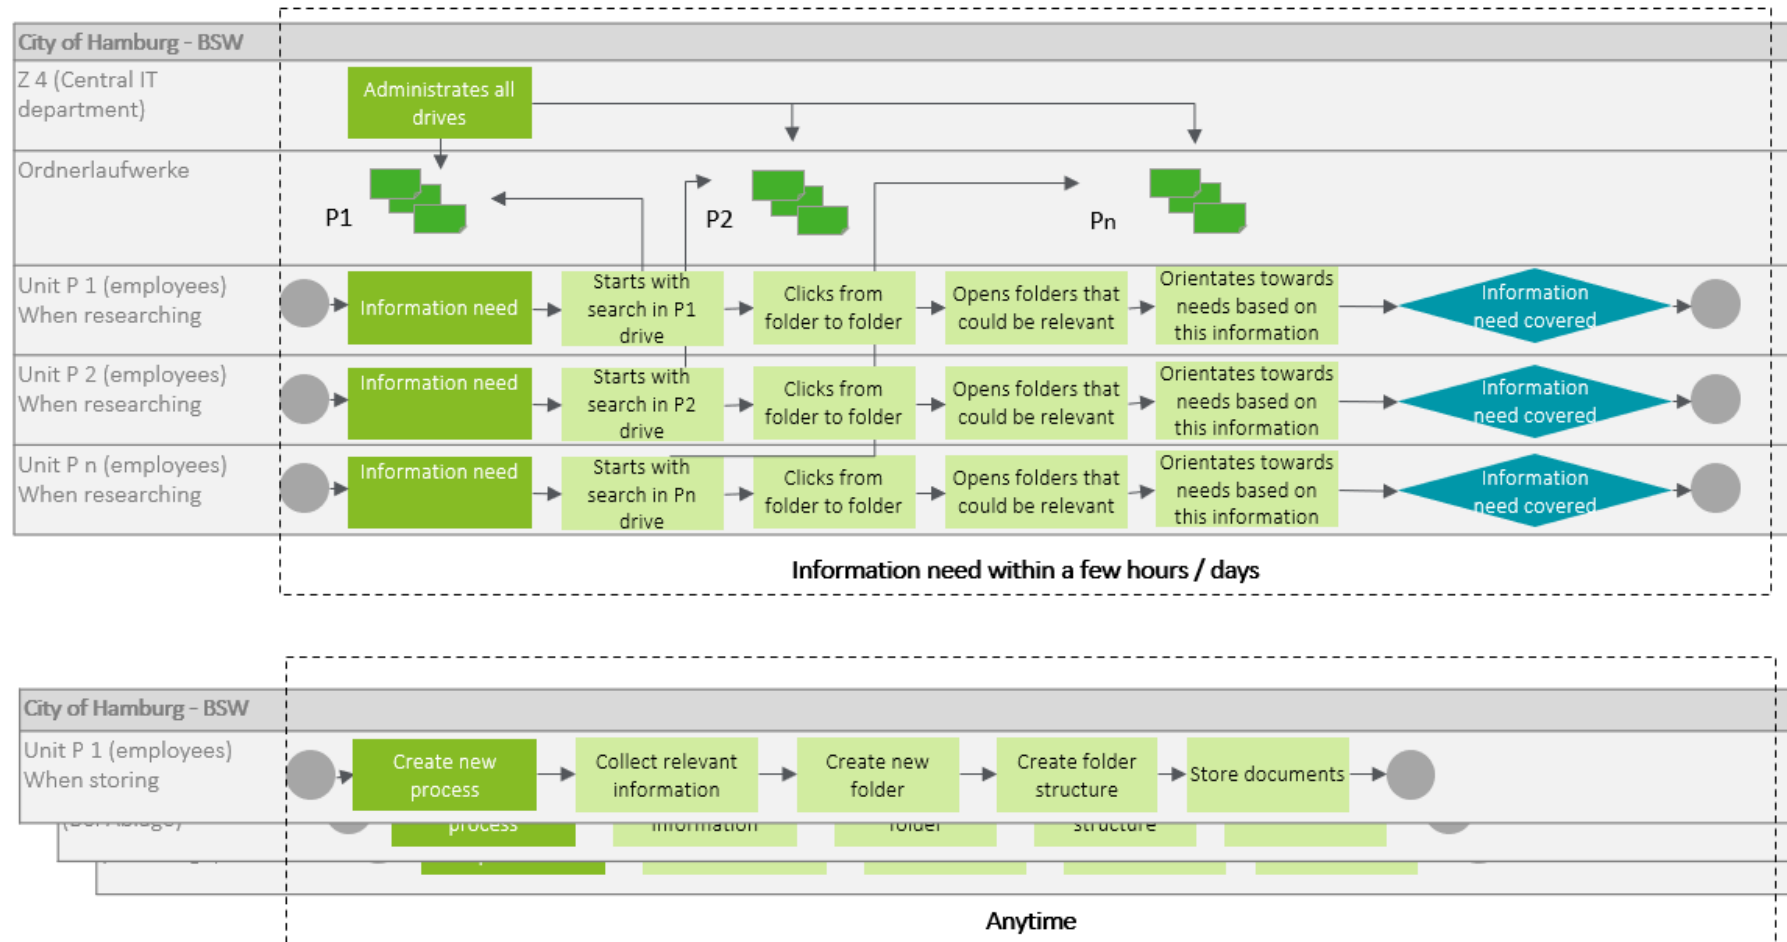 City of Hamburg - BSW
Z 4 (Central IT
department)
Administrates all
drives
Ordnerlaufwerke
P1
P2
Pn
Unit P 1 (employees)
When researching
Information need
Starts with
search in P1
drive
Clicks from
folder to folder
Opens folders that
could be relevant
Orientates towards
needs based on
this information
Information
need covered
Unit P 2 (employees)
When researching
Information need
Starts with
search in P2
drive
Clicks from
folder to folder
Opens folders that
could be relevant
Orientates towards
needs based on
this information
Information
need covered
Unit P n (employees)
When researching
Information need
Starts with
search in Pn
drive
Clicks from
folder to folder
Opens folders that
could be relevant
Orientates towards
needs based on
this information
Information
need covered
Information need within a few hours / days
City of Hamburg - BSW
Unit P 1 (employees)
When storing
Create new
process
Collect relevant
information
Create new
folder
Create folder
structure
Store documents
process
information
folder
structure
Anytime